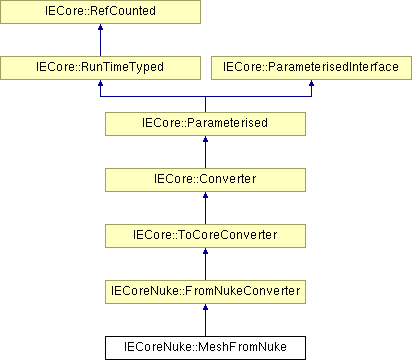 IECore::RefCounted
IECore::RunTimeTyped
IECore::ParameterisedInterface
IECore::Parameterised
IECore::Converter
IECore::ToCoreConverter
IECoreNuke::FromNukeConverter
IECoreNuke::MeshFromNuke